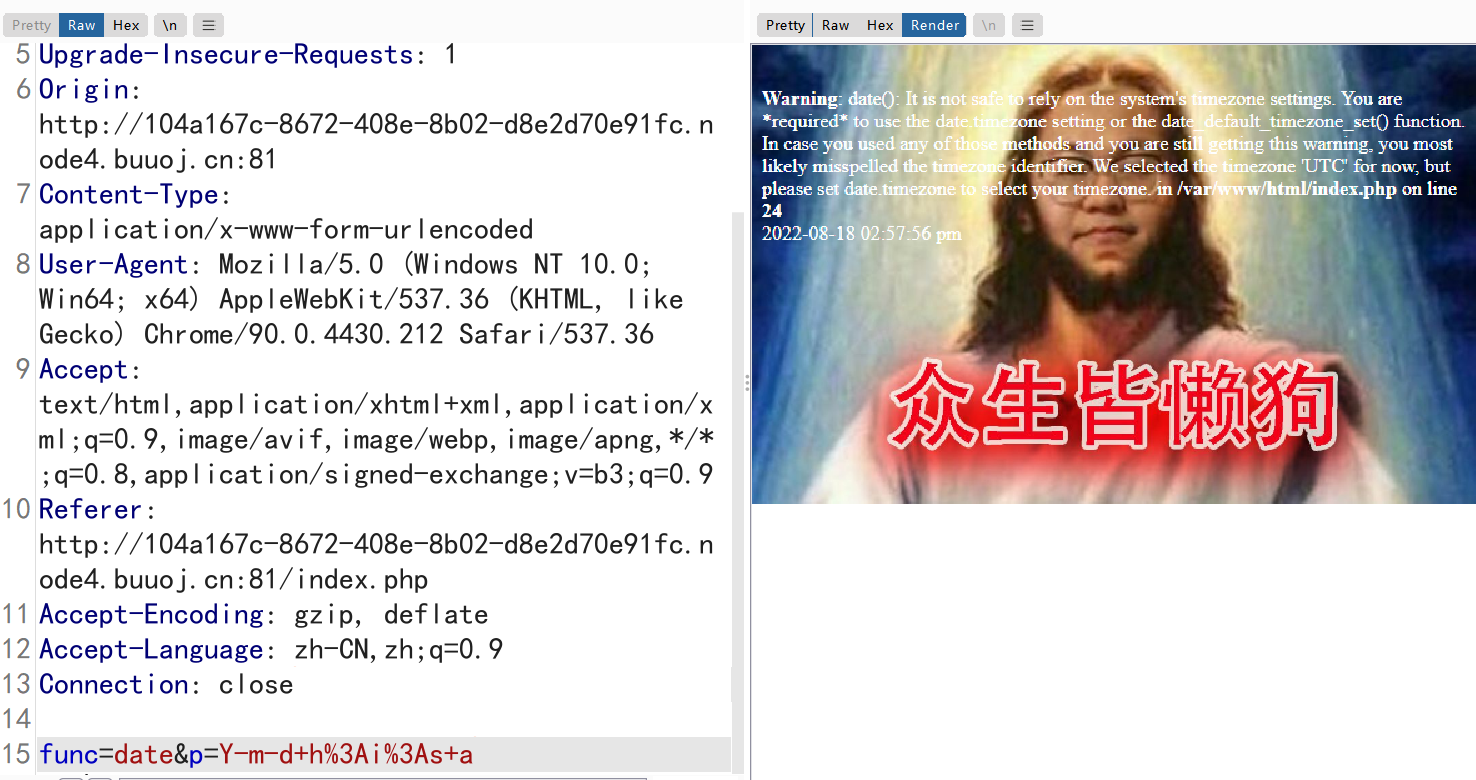 Pretty Raw Hex \n
5 Upgrade-Insecure-Requests: 1
6 Origin:
http://104a167c-8672-408e-8b02-d8e2d70e91fc.n
ode4.buuoj.cn:81
7 Content-Type:
application/x-www-form-urlencoded
8 User-Agent: Mozilla/5.0 (Windows NT 10.0;
Win64; x64) AppleWebKit/537.36 (KHTML, like
Gecko) Chrome/90.0.4430.212 Safari/537.36
9 Accept:
text/html,application/xhtml+xml,application/x
ml;q=0.9,image/avif,image/webp,image/apng,*/*
;q=0.8,application/signed-exchange;v=b3;q=0.9
10 Referer:
http://104a167c-8672-408e-8b02-d8e2d70e91fc.n
ode4.buuoj.cn:81/index.php
11 Accept-Encoding: gzip, deflate
12 Accept-Language: zh-CN,zh;q=0.9
13 Connection: close
14
15 func=date&p=Y-m-d+h%3Ai%3As+a
Pretty Raw Hex Render \n
Warning: date(): It is not safe to rely on the system's timezone settings. You are
*required* to use the date.timezone setting or the date_default_timezone_set() function.
In case you used any of those methods and you are still getting this warning, you most
likely misspelled the timezone identifier. We selected the timezone 'UTC' for now, but
please set date.timezone to select your timezone. in /var/www/html/index.php on line
24
2022-08-18 02:57:56 pm
众生皆懒狗